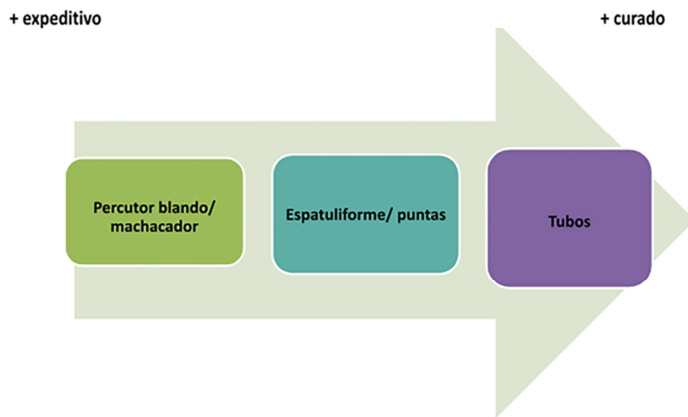 + expeditivo
+ curado
Percutor blando/
machacador
Espatuliforme/ puntas
Tubos